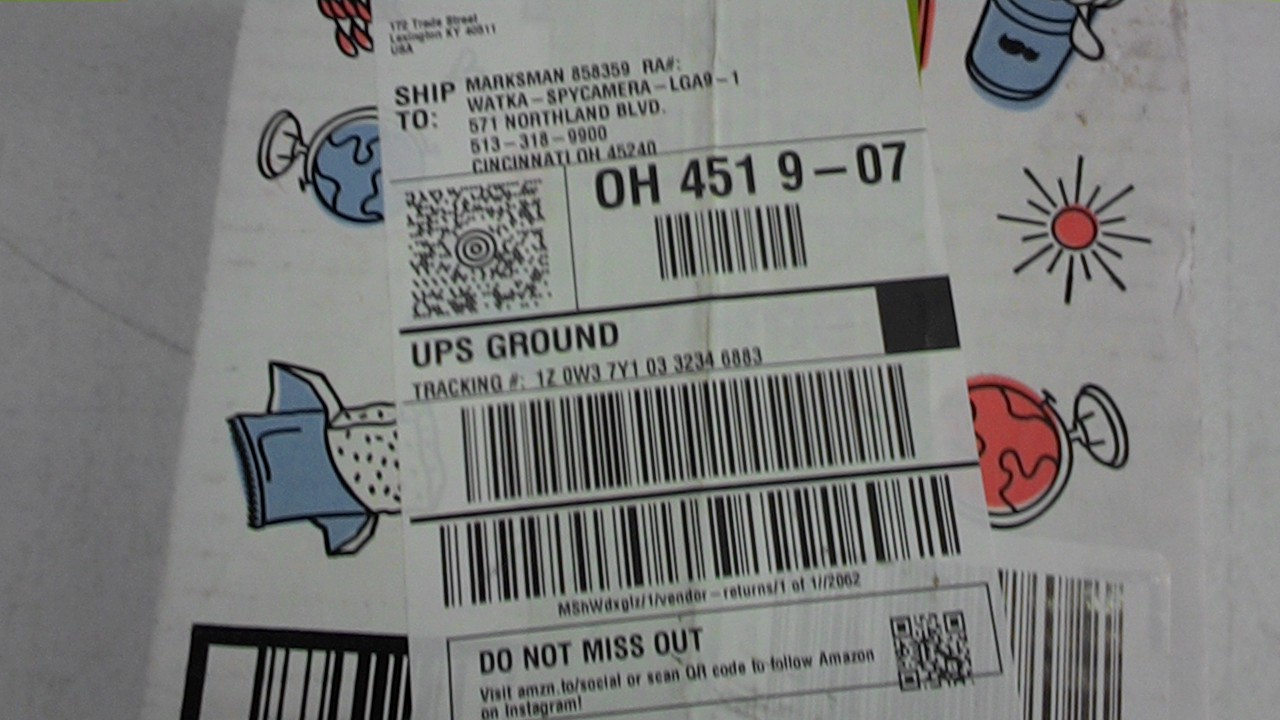 172 Trade Street
Lexington KY 40511
USA
SHIP TO:
MARKSMAN 858359 RA#:
WATKA-SPYCAMERA-LGA9-1
571 NORTHLAND BLVD.
513-318-9900
CINCINNATI OH 45240
OH 451 9-07
UPS GROUND
TRACKING #: 1Z 0W3 7Y1 03 3234 6883
MShWdxglz/1/vendor-returns/1 of 1//2062
DO NOT MISS OUT
Visit amzn.to/social or scan QR code to follow Amazon
on Instagram!